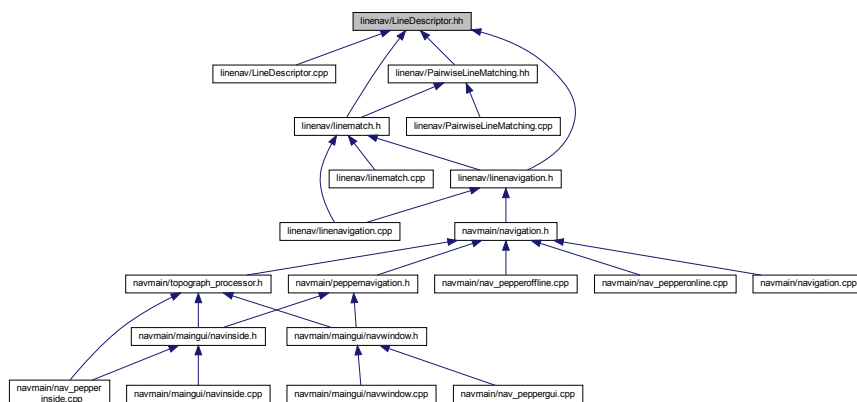 linenav/LineDescriptor.hh
linenav/LineDescriptor.cpp
linenav/PairwiseLineMatching.hh
linenav/linematch.h
linenav/PairwiseLineMatching.cpp
linenav/linematch.cpp
linenav/linenavigation.h
linenav/linenavigation.cpp
navmain/navigation.h
navmain/topograph_processor.h
navmain/peppernavigation.h
navmain/nav_pepperoffline.cpp
navmain/nav_pepperonline.cpp
navmain/navigation.cpp
navmain/maingui/navinside.h
navmain/maingui/navwindow.h
navmain/nav_pepper
inside.cpp
navmain/maingui/navinside.cpp
navmain/maingui/navwindow.cpp
navmain/nav_peppergui.cpp